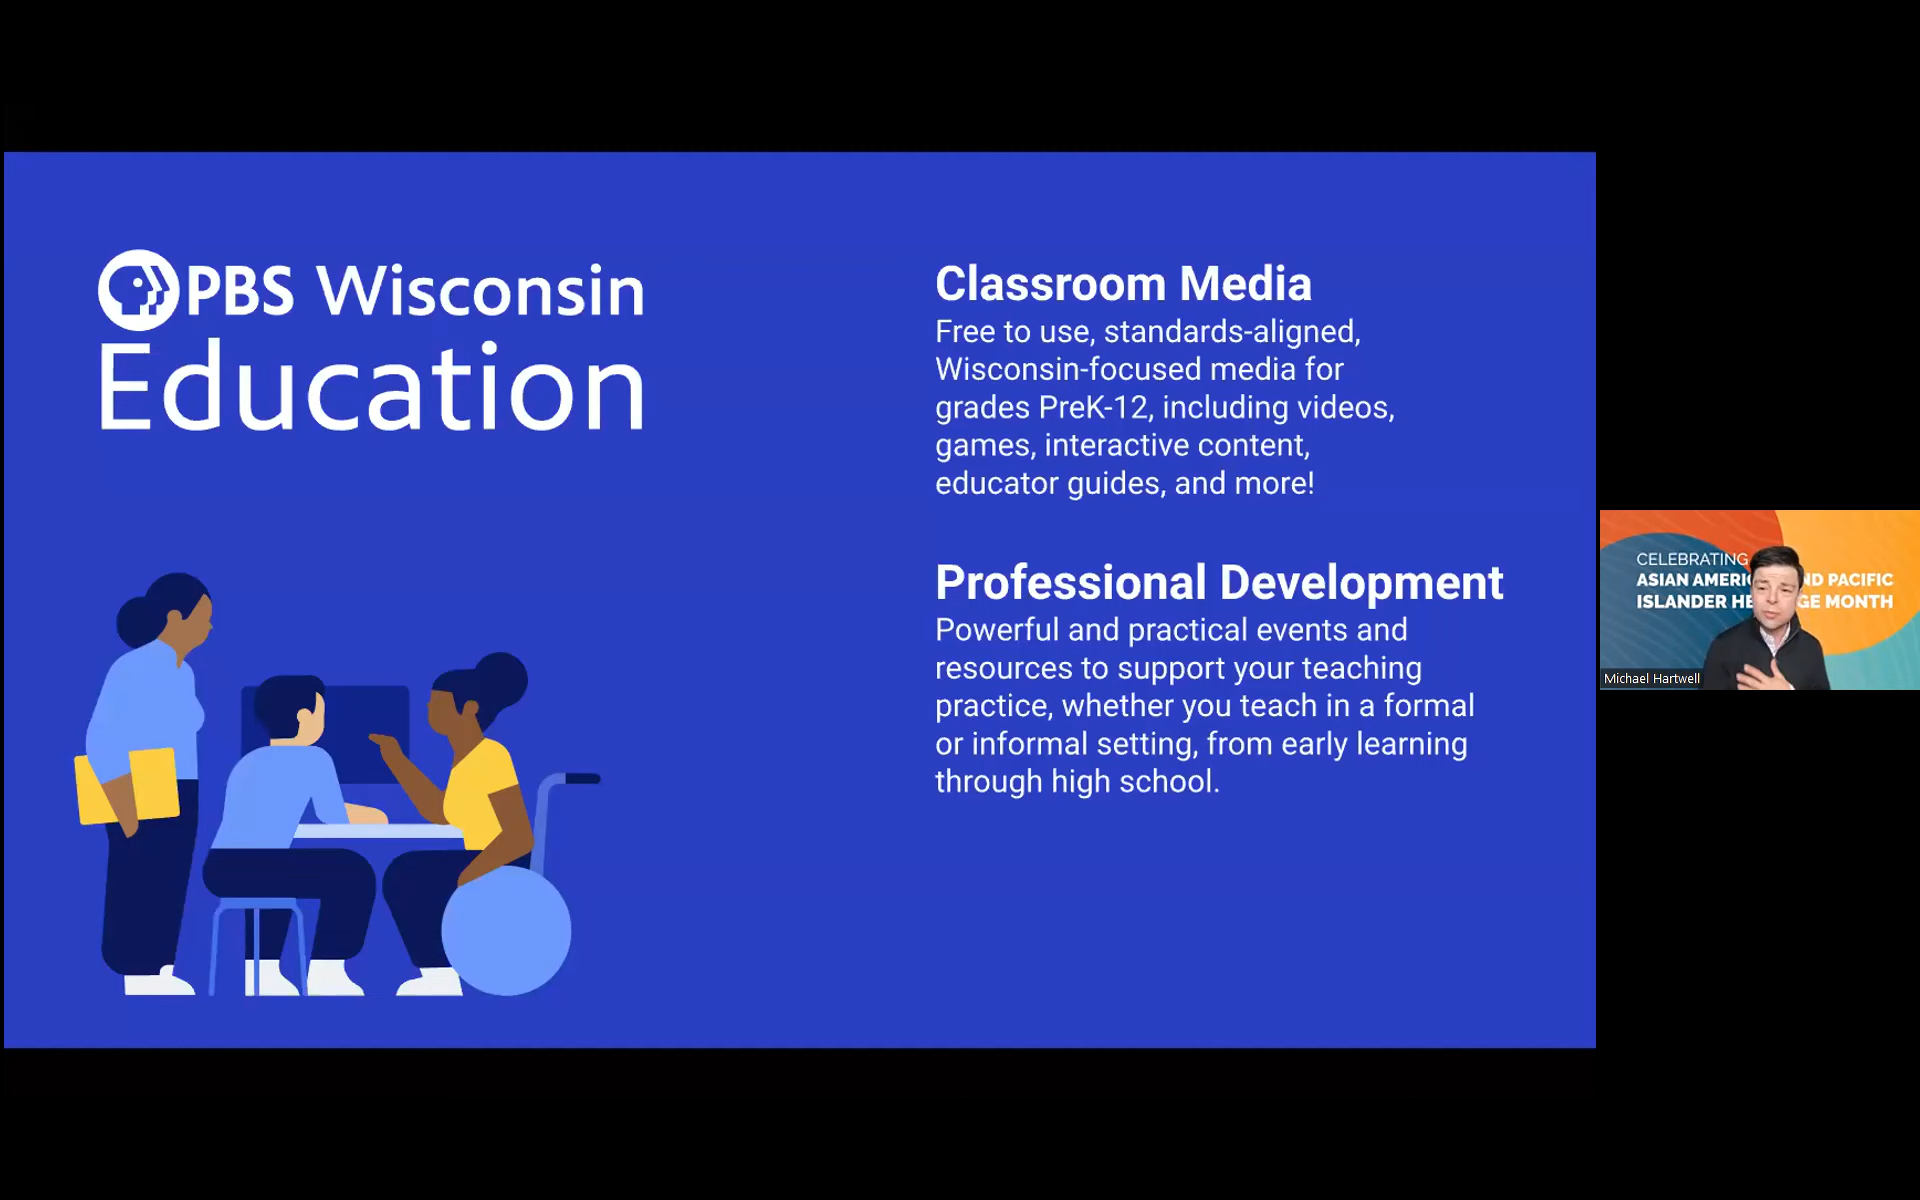 PBS Wisconsin
Education
Classroom Media
Free to use, standards-aligned,
Wisconsin-focused media for
grades PreK-12, including videos,
games, interactive content,
educator guides, and more!
Professional Development
Powerful and practical events and
resources to support your teaching
practice, whether you teach in a formal
or informal setting, from early learning
through high school.
CELEBRATING
ASIAN AMERIC ND PACIFIC
ISLANDER HE GE MONTH
Michael Hartwell